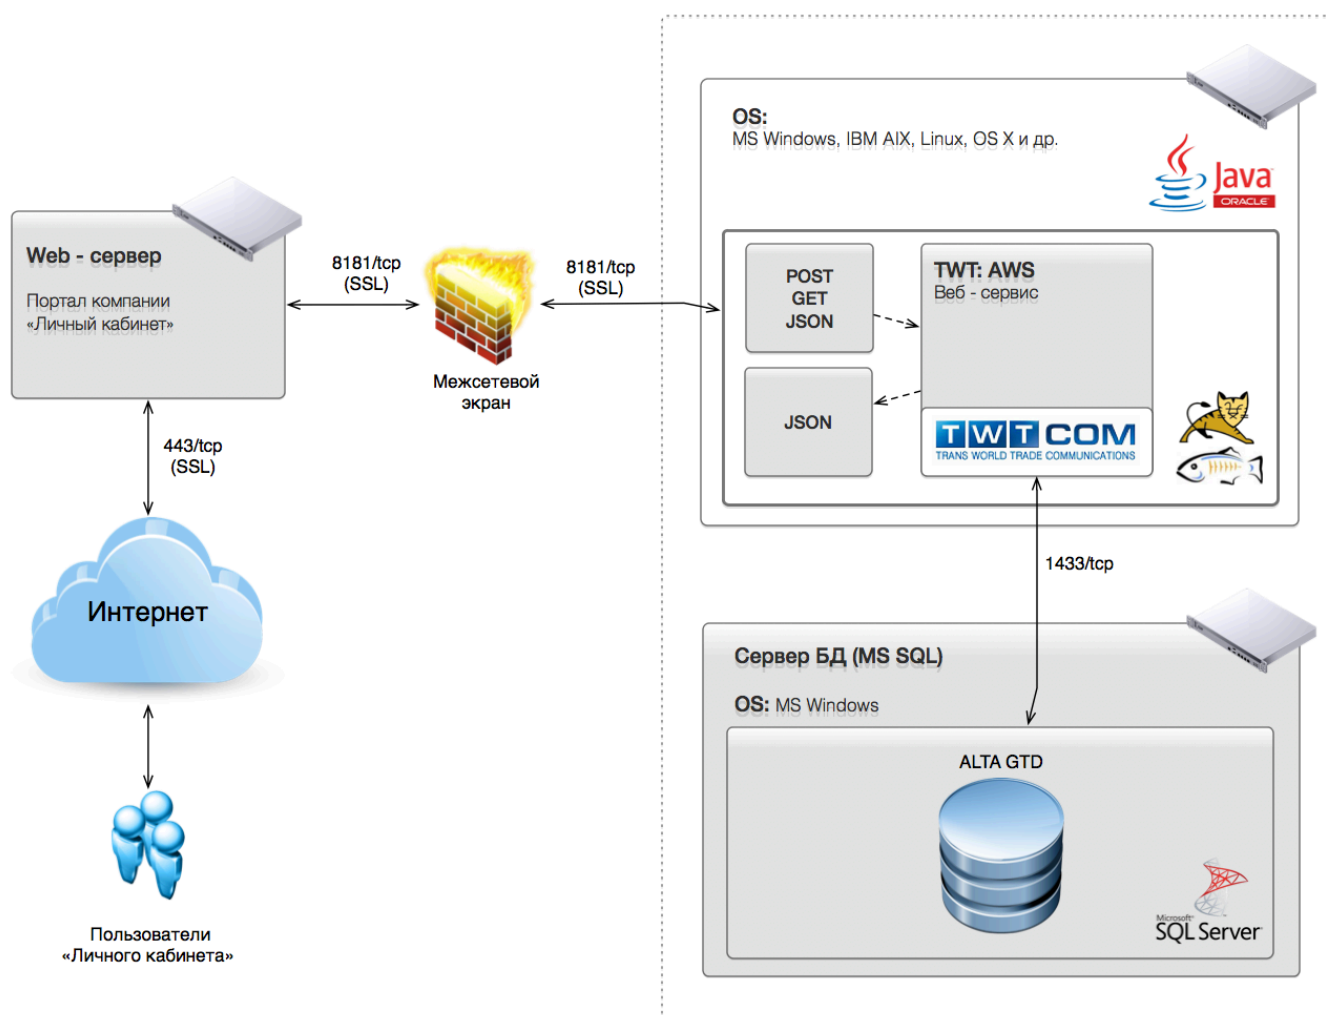 OS:
MS Windows, IBM AIX, Linux, OS X и др.
Java
ORACLE
Web - сервер
Портал компании
«Личный кабинет»
8181/tcp
(SSL)
Межсетевой
экран
8181/tcp
(SSL)
POST
GET
JSON
JSON
TWT: AWS
Веб - сервис
TWT COM
TRANS WORLD TRADE COMMUNICATIONS
443/tcp
(SSL)
Интернет
Пользователи
«Личного кабинета»
1433/tcp
Сервер БД (MS SQL)
OS: MS Windows
ALTA GTD
Microsoft
SQL Server